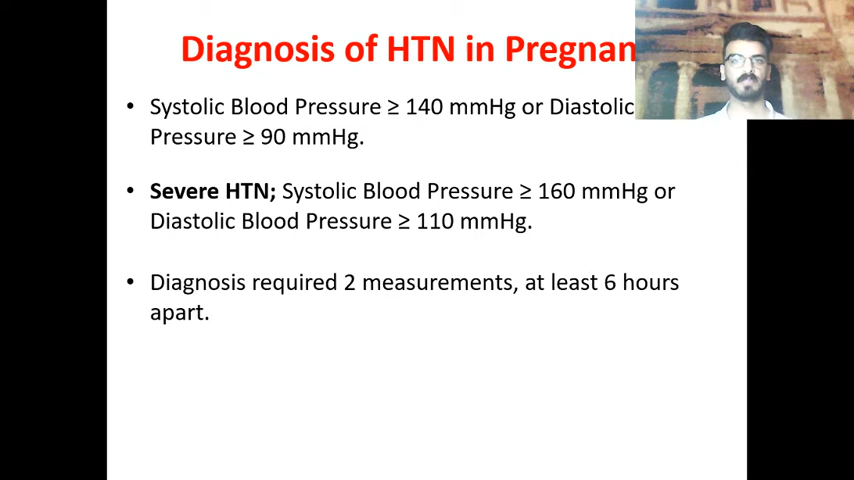 Diagnosis of HTN in Pregnan
• Systolic Blood Pressure ≥ 140 mmHg or Diastolic
Pressure ≥ 90 mmHg.
• Severe HTN; Systolic Blood Pressure ≥ 160 mmHg or
Diastolic Blood Pressure ≥ 110 mmHg.
• Diagnosis required 2 measurements, at least 6 hours
apart.